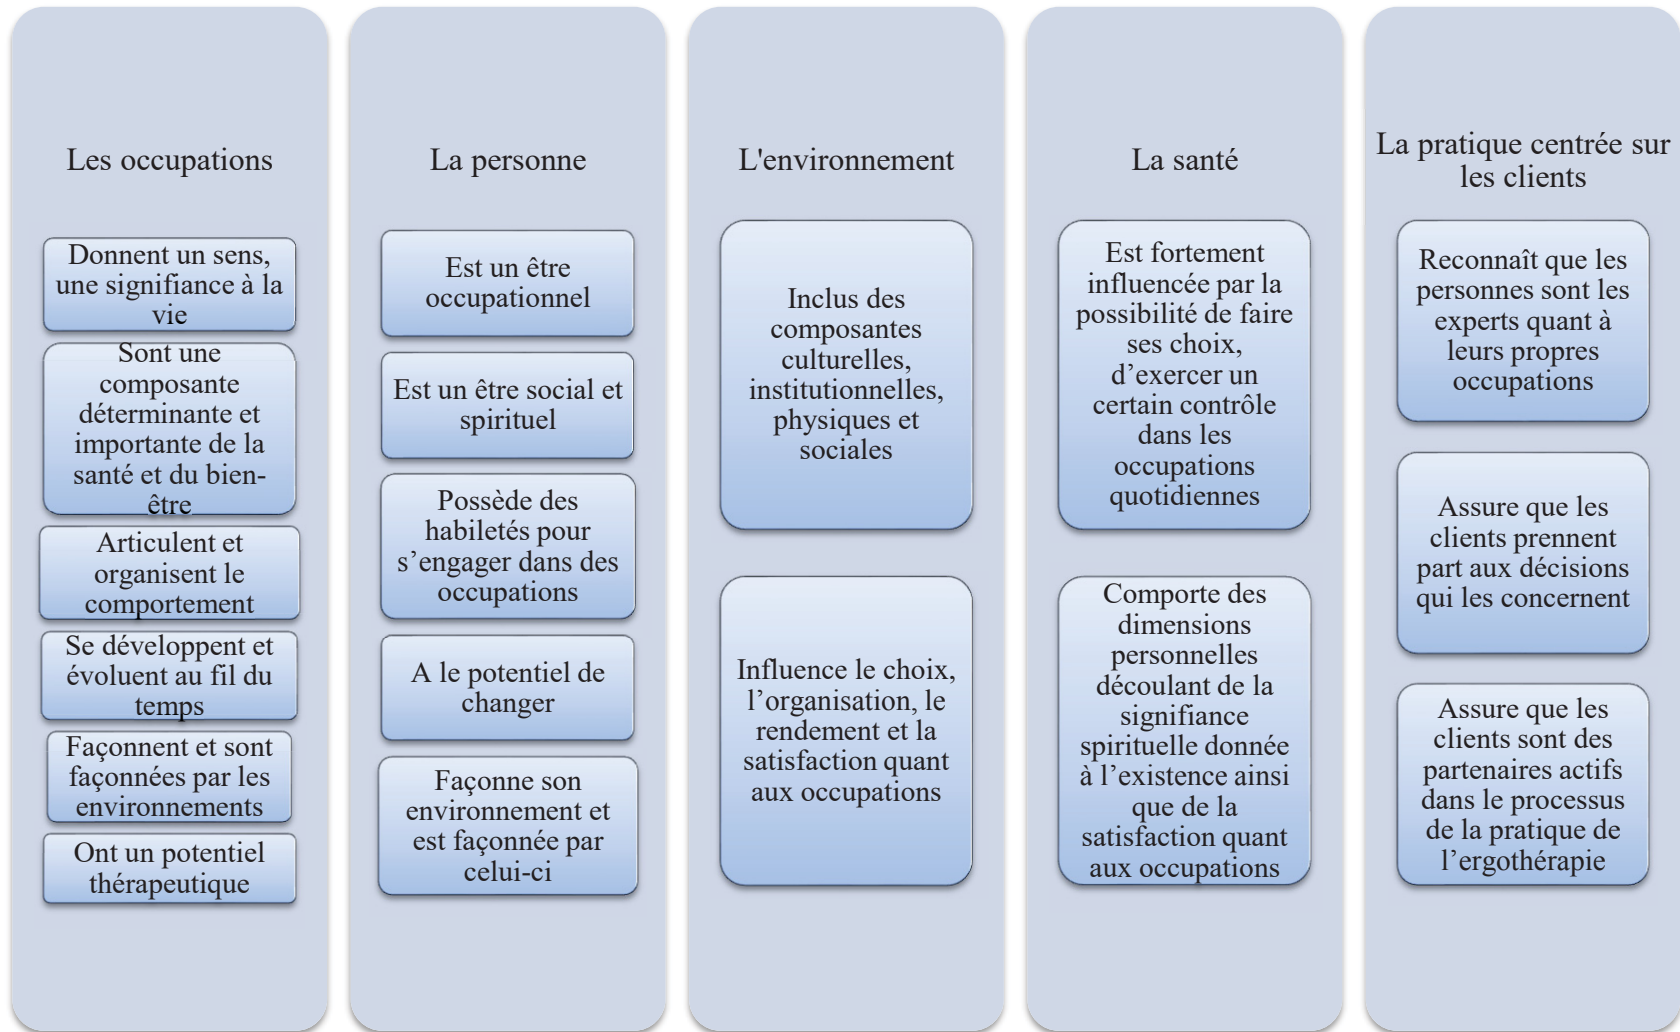 Les occupations
Donnent un sens,
une signifiance à la
vie
Sont une
composante
déterminante et
importante de la
santé et du bien-
être
Articulent et
organisent le
comportement
Se développent et
évoluent au fil du
temps
Façonnent et sont
façonnées par les
environnements
Ont un potentiel
thérapeutique
La personne
Est un être
occupationnel
Est un être social et
spirituel
Possède des
habiletés pour
s’engager dans des
occupations
A le potentiel de
changer
Façonne son
environnement et
est façonnée par
celui-ci
L'environnement
Inclus des
composantes
culturelles,
institutionnelles,
physiques et
sociales
Influence le choix,
l’organisation, le
rendement et la
satisfaction quant
aux occupations
La santé
Est fortement
influencée par la
possibilité de faire
ses choix,
d’exercer un
certain contrôle
dans les
occupations
quotidiennes
Comporte des
dimensions
personnelles
découlant de la
signifiance
spirituelle donnée
à l’existence ainsi
que de la
satisfaction quant
aux occupations
La pratique centrée sur
les clients
Reconnaît que les
personnes sont les
experts quant à
leurs propres
occupations
Assure que les
clients prennent
part aux décisions
qui les concernent
Assure que les
clients sont des
partenaires actifs
dans le processus
de la pratique de
l’ergothérapie